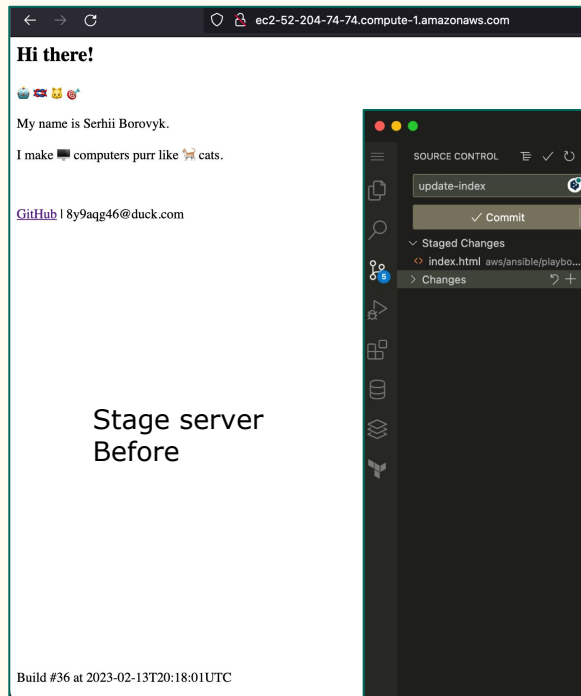 ec2-52-204-74-74.compute-1.amazonaws.com
Hi there!
My name is Serhii Borovyk.
I make 🖥️ computers purr like 🐈 cats.
GitHub | 8y9aqg46@duck.com
Stage server
Before
Build #36 at 2023-02-13T20:18:01UTC
SOURCE CONTROL
update-index
✓ Commit
Staged Changes
index.html aws/ansible/playbo...
Changes
5